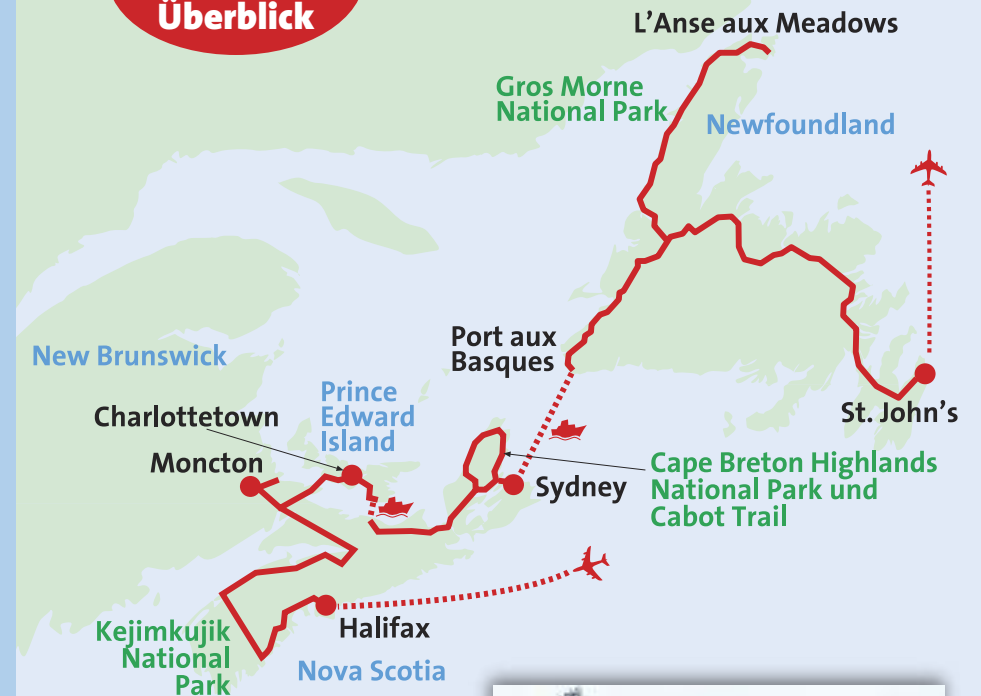 Überblick
L'Anse aux Meadows
Gros Morne
National Park
Newfoundland
Port aux
Basques
New Brunswick
Prince
Edward
Island
Charlottetown
Moncton
St. John's
Sydney
Cape Breton Highlands
National Park und
Cabot Trail
Halifax
Kejimkujik
National
Park
Nova Scotia